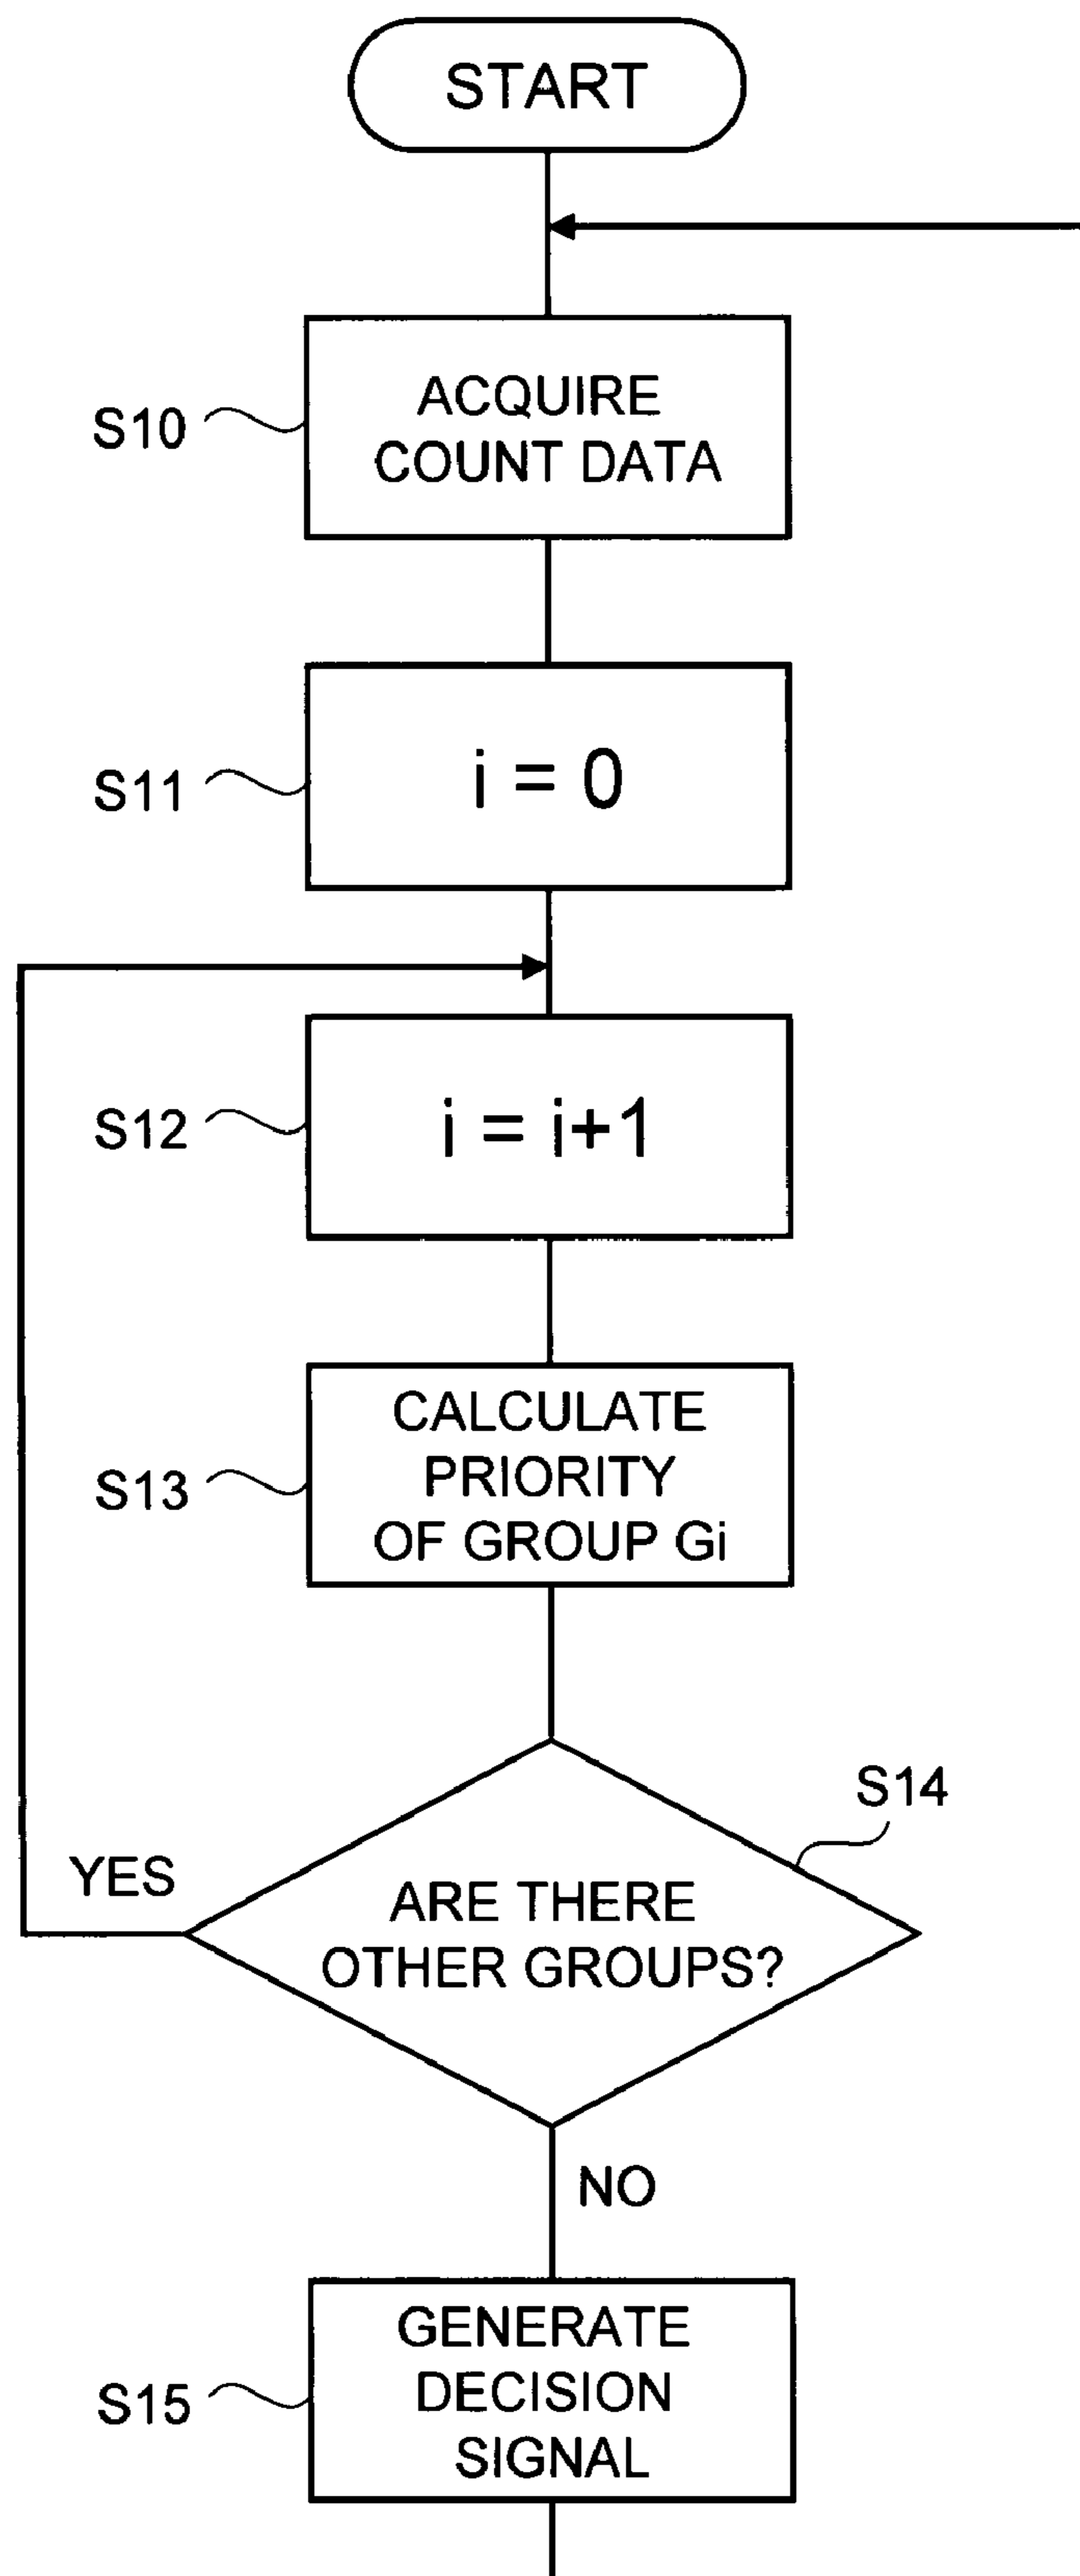 START
S10
ACQUIRE
COUNT DATA
S11
i = 0
S12
i = i+1
S13
CALCULATE
PRIORITY
OF GROUP Gi
S14
YES
ARE THERE
OTHER GROUPS?
NO
S15
GENERATE
DECISION
SIGNAL